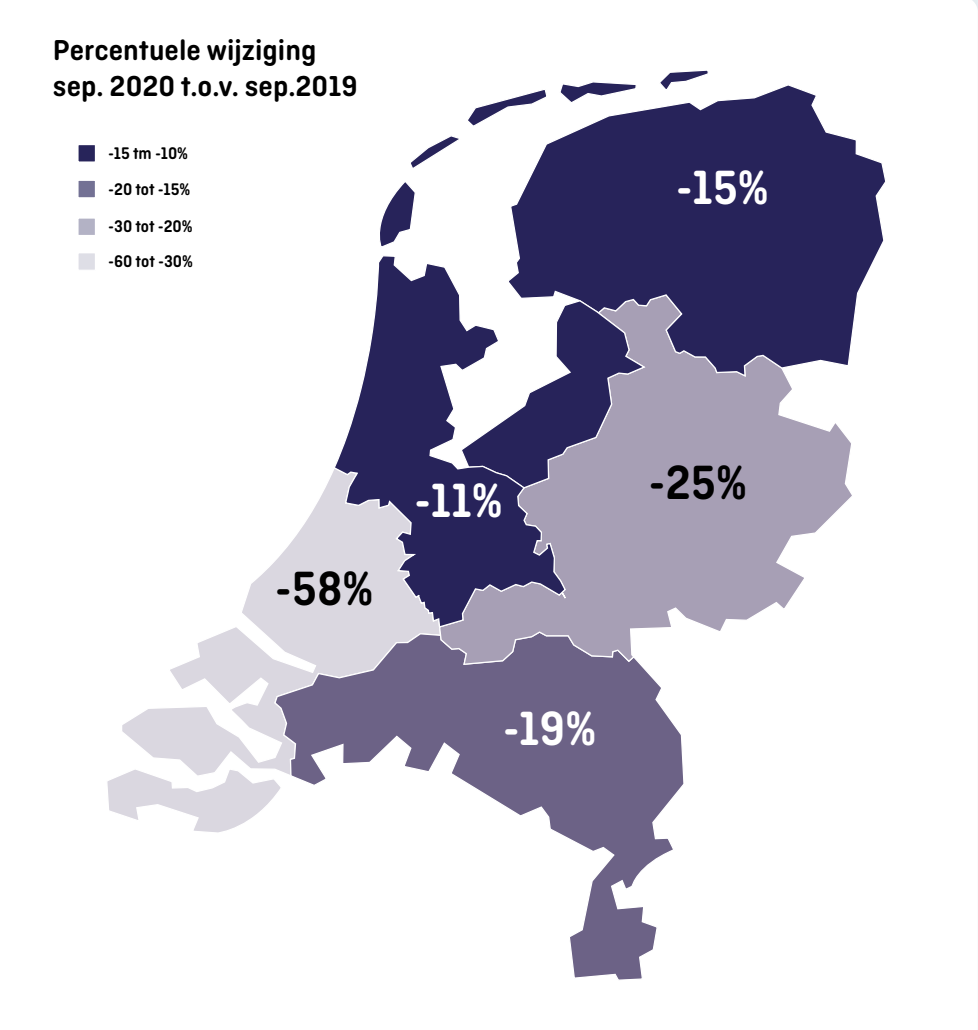 Percentuele wijziging
sep. 2020 t.o.v. sep.2019
-15 tm -10%
-20 tot -15%
-30 tot -20%
-60 tot -30%
-15%
-25%
-11%
-58%
-19%